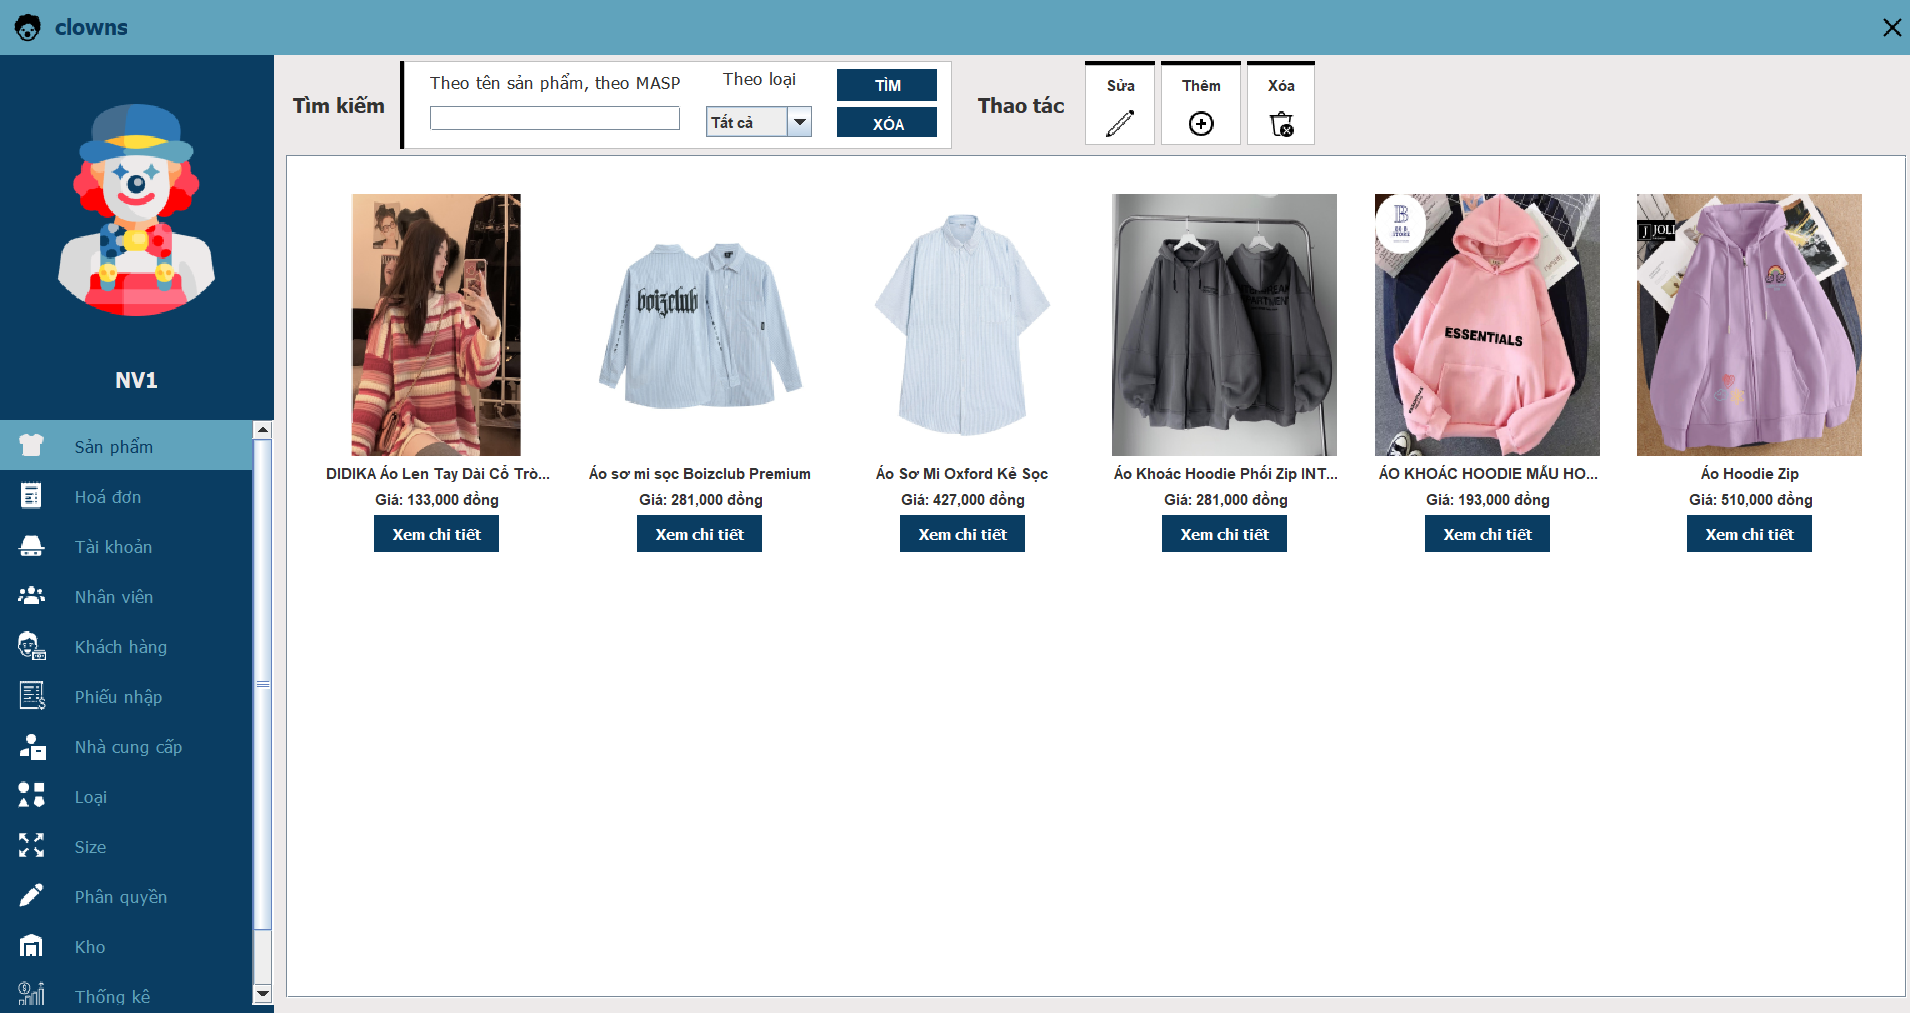 clowns
NV1
Sản phẩm
Hoá đơn
Tài khoản
Nhân viên
Khách hàng
Phiếu nhập
Nhà cung cấp
Loại
Size
Phân quyền
Kho
Thống kê
Tìm kiếm
Theo tên sản phẩm, theo MASP
Theo loại
Tất cả
TÌM
XÓA
Thao tác
Sửa
Thêm
Xóa
boizclub
B
STORE
ESSENTIALS
J JOLI
DIDIKA Áo Len Tay Dài Cổ Trò...
Giá: 133,000 đồng
Xem chi tiết
Áo sơ mi sọc Boizclub Premium
Giá: 281,000 đồng
Xem chi tiết
Áo Sơ Mi Oxford Kẻ Sọc
Giá: 427,000 đồng
Xem chi tiết
Áo Khoác Hoodie Phối Zip INT...
Giá: 281,000 đồng
Xem chi tiết
ÁO KHOÁC HOODIE MẪU HO...
Giá: 193,000 đồng
Xem chi tiết
Áo Hoodie Zip
Giá: 510,000 đồng
Xem chi tiết